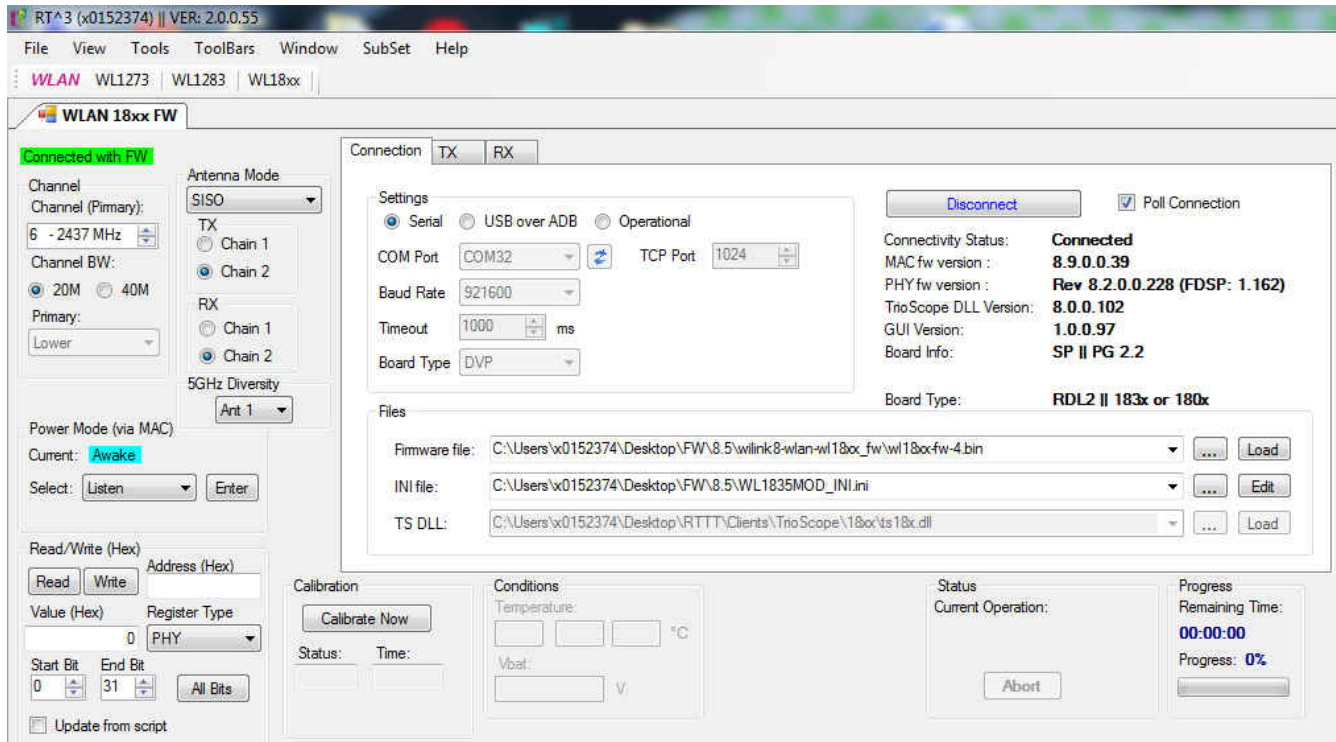 RT^3 (x0152374) || VER: 2.0.0.55
File View Tools ToolBars Window SubSet Help
WLAN WL1273 WL1283 WL18xx
WLAN 18xx FW
Connected with FW
Channel
Channel (Pirmary):
6 - 2437 MHz
Channel BW:
20M 40M
Primary:
Lower
Antenna Mode
SISO
TX
Chain 1
Chain 2
RX
Chain 1
Chain 2
5GHz Diversity
Ant 1
Power Mode (via MAC)
Current: Awake
Select: Listen Enter
Read/Write (Hex)
Address (Hex)
Read Write
Value (Hex) Register Type
0 PHY
Start Bit End Bit
0 31 All Bits
Update from script
Connection TX RX
Settings
Serial USB over ADB Operational
COM Port COM32 TCP Port 1024
Baud Rate 921600
Timeout 1000 ms
Board Type DVP
Disconnect Poll Connection
Connectivity Status: Connected
MAC fw version : 8.9.0.0.39
PHY fw version : Rev 8.2.0.0.228 (FDSP: 1.162)
TrioScope DLL Version: 8.0.0.102
GUI Version: 1.0.0.97
Board Info: SP || PG 2.2
Board Type: RDL2 || 183x or 180x
Files
Firmware file: C:\Users\x0152374\Desktop\FW\8.5\wilink8-wlan-wl18xx_fw\wl18xx-fw-4.bin ... Load
INI file: C:\Users\x0152374\Desktop\FW\8.5\WL1835MOD_INI.ini ... Edit
TS DLL: C:\Users\x0152374\Desktop\RTTT\Clients\TrioScope\18xx\ts18x.dll ... Load
Calibration
Calibrate Now
Status: Time:
Conditions
Temperature:
°C
Vbat:
V
Status
Current Operation:
Abort
Progress
Remaining Time:
00:00:00
Progress: 0%